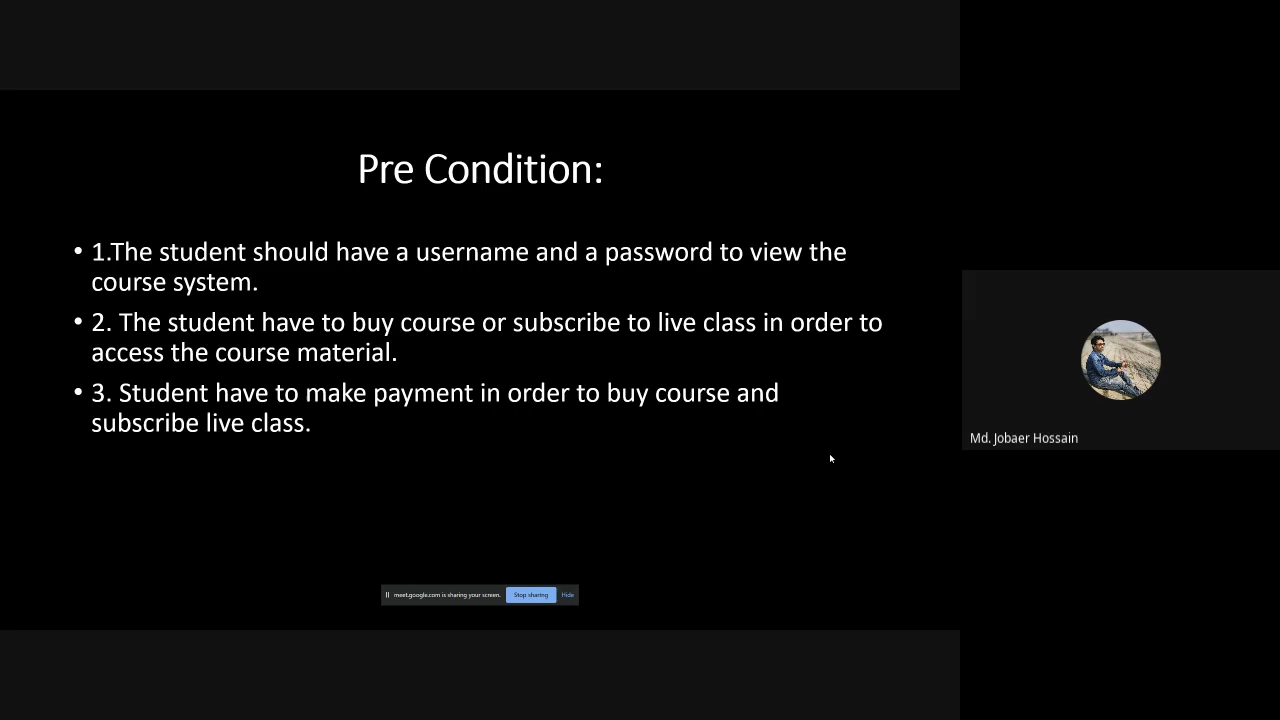 Pre Condition:
• 1.The student should have a username and a password to view the
course system.
• 2. The student have to buy course or subscribe to live class in order to
access the course material.
• 3. Student have to make payment in order to buy course and
subscribe live class.
Md. Jobaer Hossain
meet.google.com is sharing your screen. Stop sharing Hide